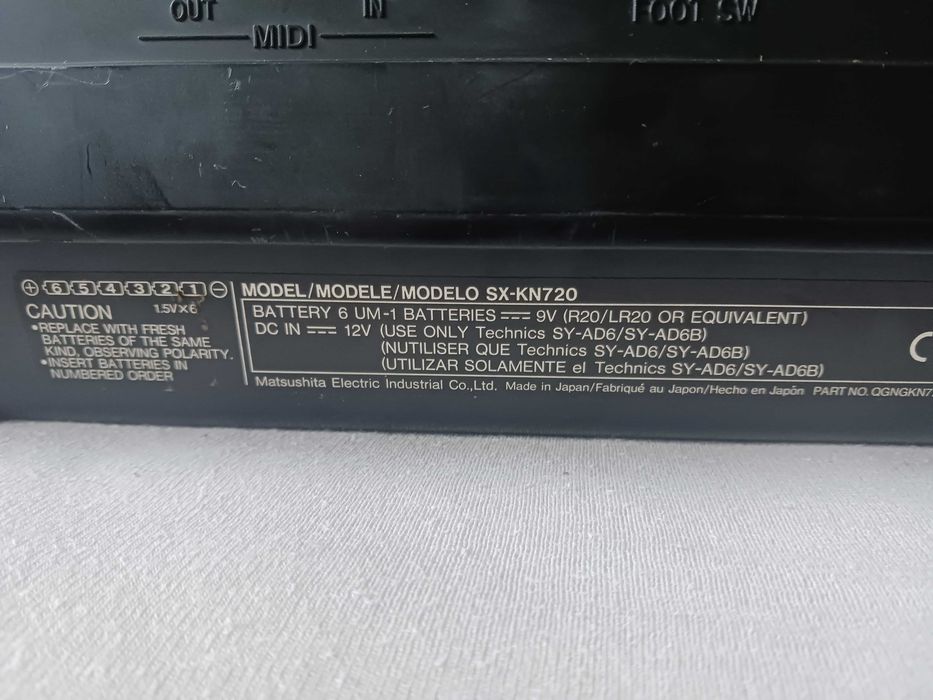 OUT IN FOOT SW
MIDI
⊕ 6 5 4 3 2 1 ⊖
1.5V×6
CAUTION
•REPLACE WITH FRESH
BATTERIES OF THE SAME
KIND, OBSERVING POLARITY.
•INSERT BATTERIES IN
NUMBERED ORDER
MODEL/MODELE/MODELO SX-KN720
BATTERY 6 UM-1 BATTERIES ⎓ 9V (R20/LR20 OR EQUIVALENT)
DC IN ⎓ 12V (USE ONLY Technics SY-AD6/SY-AD6B)
(NUTILISER QUE Technics SY-AD6/SY-AD6B)
(UTILIZAR SOLAMENTE el Technics SY-AD6/SY-AD6B)
Matsushita Electric Industrial Co.,Ltd. Made in Japan/Fabriqué au Japon/Hecho en Japón PART NO. QGNGKN7